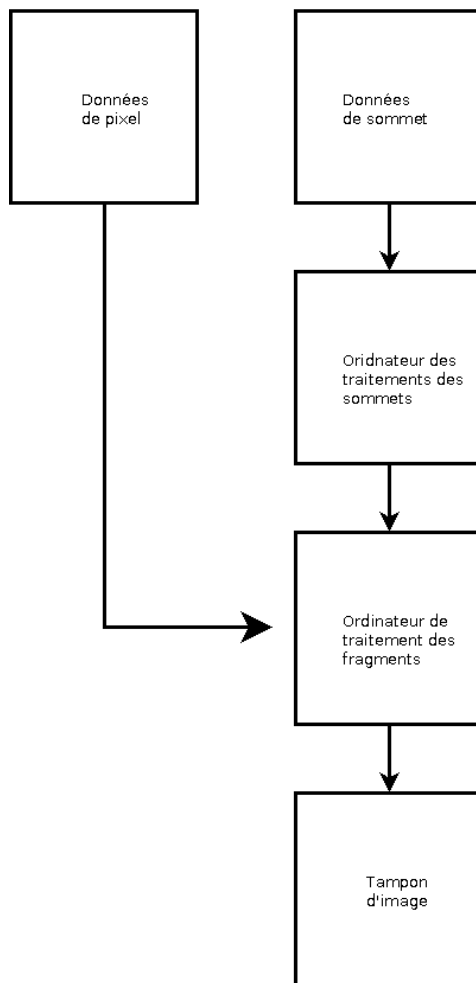 Données
de pixel
Données
de sommet
Oridnateur des
traitements des
sommets
Ordinateur de
traitement des
fragments
Tampon
d'image